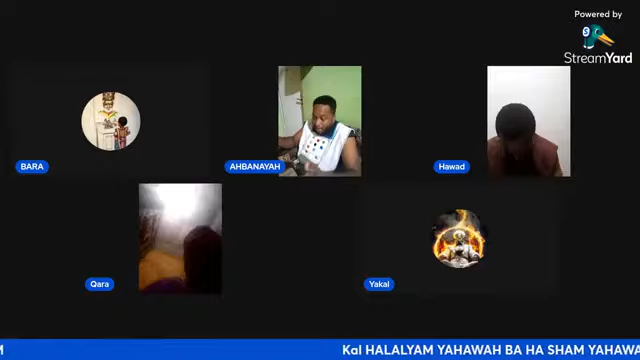 Powered by
StreamYard
BARA
AHBANAYAH
Hawad
Qara
Yakal
M
Kal HALALYAM YAHAWAH BA HA SHAM YAHAWA